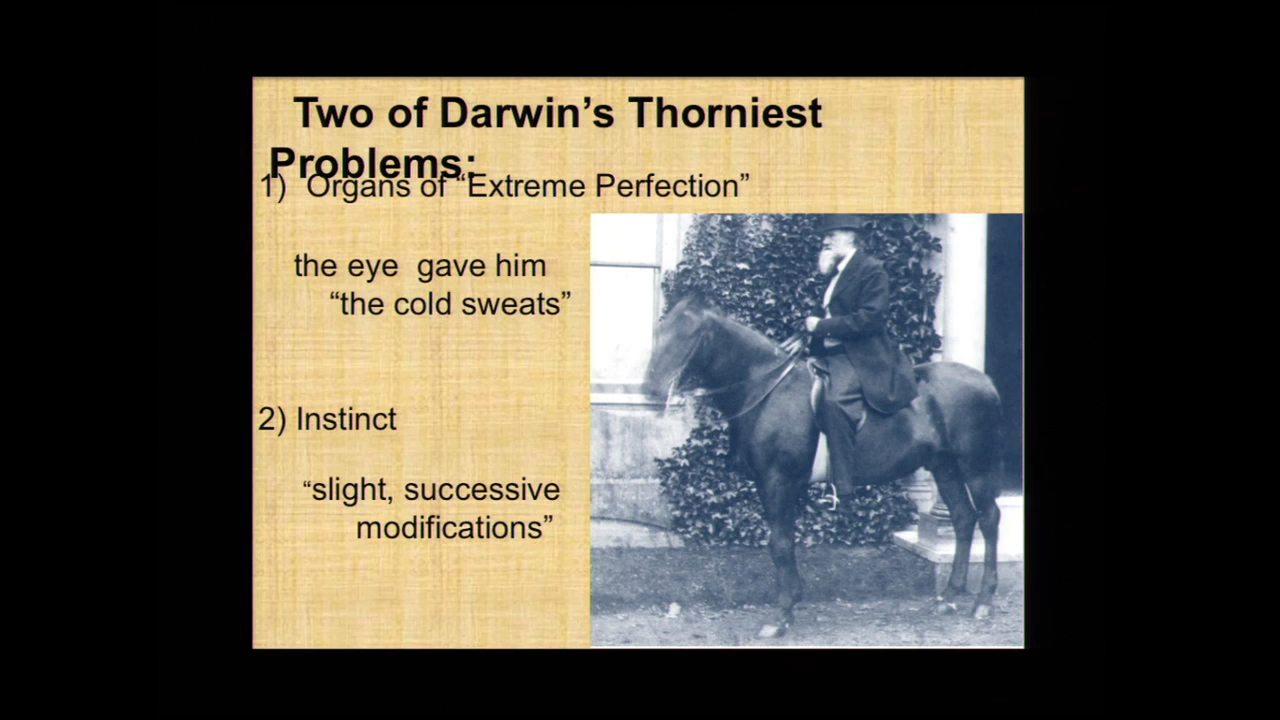 Two of Darwin’s Thorniest
Problems:
1) Organs of “Extreme Perfection”
the eye gave him
“the cold sweats”
2) Instinct
“slight, successive
modifications”